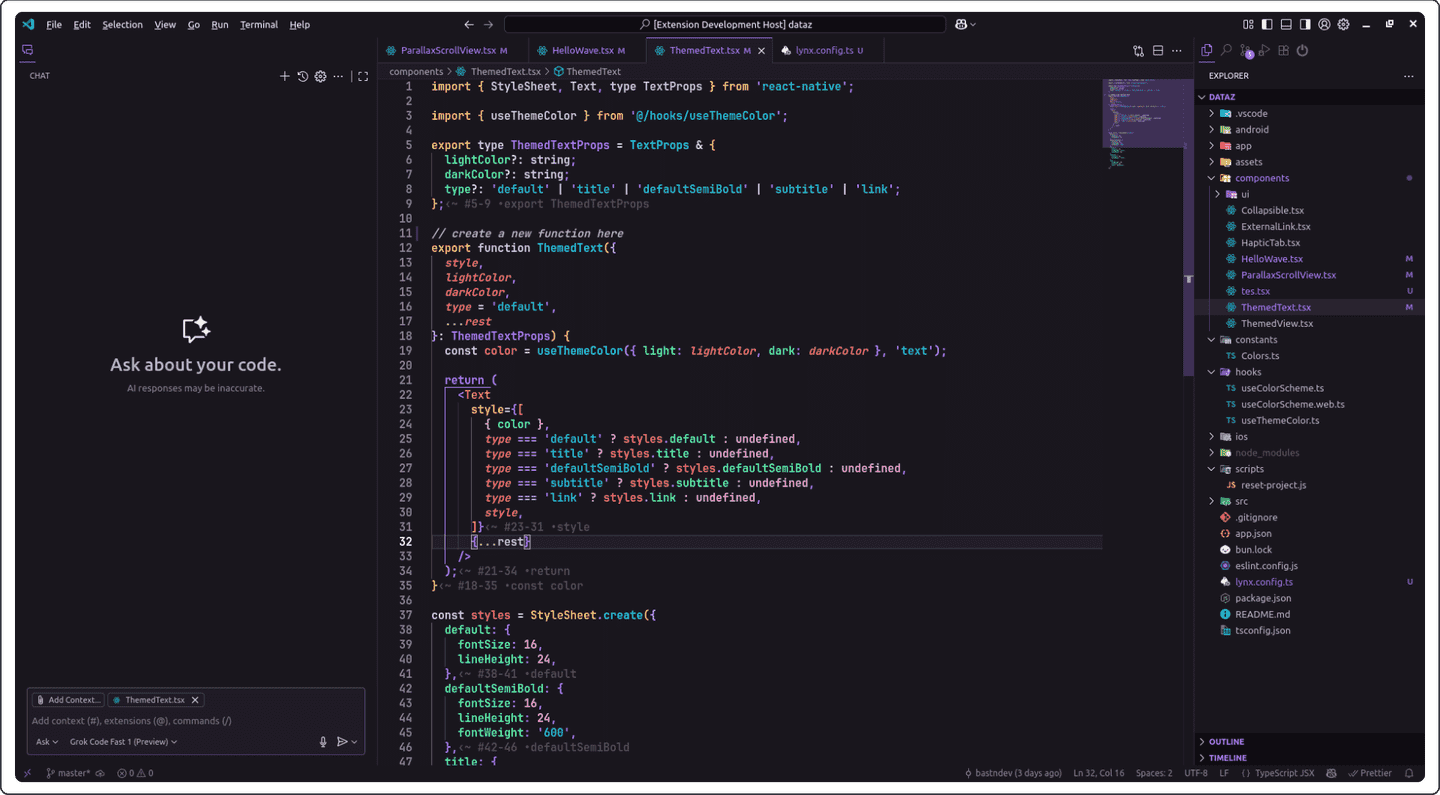 File Edit Selection View Go Run Terminal Help
[Extension Development Host] dataz
CHAT
Ask about your code.
AI responses may be inaccurate.
Add Context...
ThemedText.tsx
Add context (#), extensions (@), commands (/)
Ask
Grok Code Fast 1 (Preview)
ParallaxScrollView.tsx M
HelloWave.tsx M
ThemedText.tsx M
lynx.config.ts U
components > ThemedText.tsx > ThemedText
1 import { StyleSheet, Text, type TextProps } from 'react-native';
2
3 import { useThemeColor } from '@/hooks/useThemeColor';
4
5 export type ThemedTextProps = TextProps & {
6 lightColor?: string;
7 darkColor?: string;
8 type?: 'default' | 'title' | 'defaultSemiBold' | 'subtitle' | 'link';
9 };<~ #5-9 •export ThemedTextProps
10
11 // create a new function here
12 export function ThemedText({
13 style,
14 lightColor,
15 darkColor,
16 type = 'default',
17 ...rest
18 }: ThemedTextProps) {
19 const color = useThemeColor({ light: lightColor, dark: darkColor }, 'text');
20
21 return (
22 <Text
23 style={[
24 { color },
25 type === 'default' ? styles.default : undefined,
26 type === 'title' ? styles.title : undefined,
27 type === 'defaultSemiBold' ? styles.defaultSemiBold : undefined,
28 type === 'subtitle' ? styles.subtitle : undefined,
29 type === 'link' ? styles.link : undefined,
30 style,
31 ]}<~ #23-31 •style
32 {...rest}
33 />
34 );<~ #21-34 •return
35 }<~ #18-35 •const color
36
37 const styles = StyleSheet.create({
38 default: {
39 fontSize: 16,
40 lineHeight: 24,
41 },<~ #38-41 •default
42 defaultSemiBold: {
43 fontSize: 16,
44 lineHeight: 24,
45 fontWeight: '600',
46 },<~ #42-46 •defaultSemiBold
47 title: {
5
EXPLORER
DATAZ
.vscode
android
app
assets
components
ui
Collapsible.tsx
ExternalLink.tsx
HapticTab.tsx
HelloWave.tsx M
ParallaxScrollView.tsx M
tes.tsx U
ThemedText.tsx M
ThemedView.tsx
constants
TS Colors.ts
hooks
TS useColorScheme.ts
TS useColorScheme.web.ts
TS useThemeColor.ts
ios
node_modules
scripts
JS reset-project.js
src
.gitignore
app.json
bun.lock
eslint.config.js
lynx.config.ts U
package.json
README.md
tsconfig.json
OUTLINE
TIMELINE
master* 0 0
bastndev (3 days ago) Ln 32, Col 16 Spaces: 2 UTF-8 LF {} TypeScript JSX Prettier